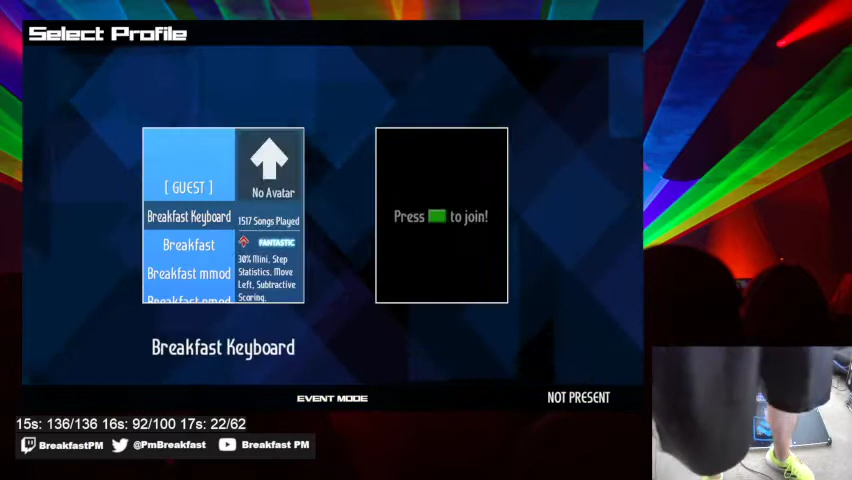 Select Profile
[ GUEST ]
Breakfast Keyboard
Breakfast
Breakfast mmod
Breakfast nmod
No Avatar
1517 Songs Played
FANTASTIC
30% Mini, Step
Statistics, Move
Left, Subtractive
Scoring,
Press to join!
Breakfast Keyboard
EVENT MODE
NOT PRESENT
15s: 136/136 16s: 92/100 17s: 22/62
BreakfastPM
@PmBreakfast
Breakfast PM